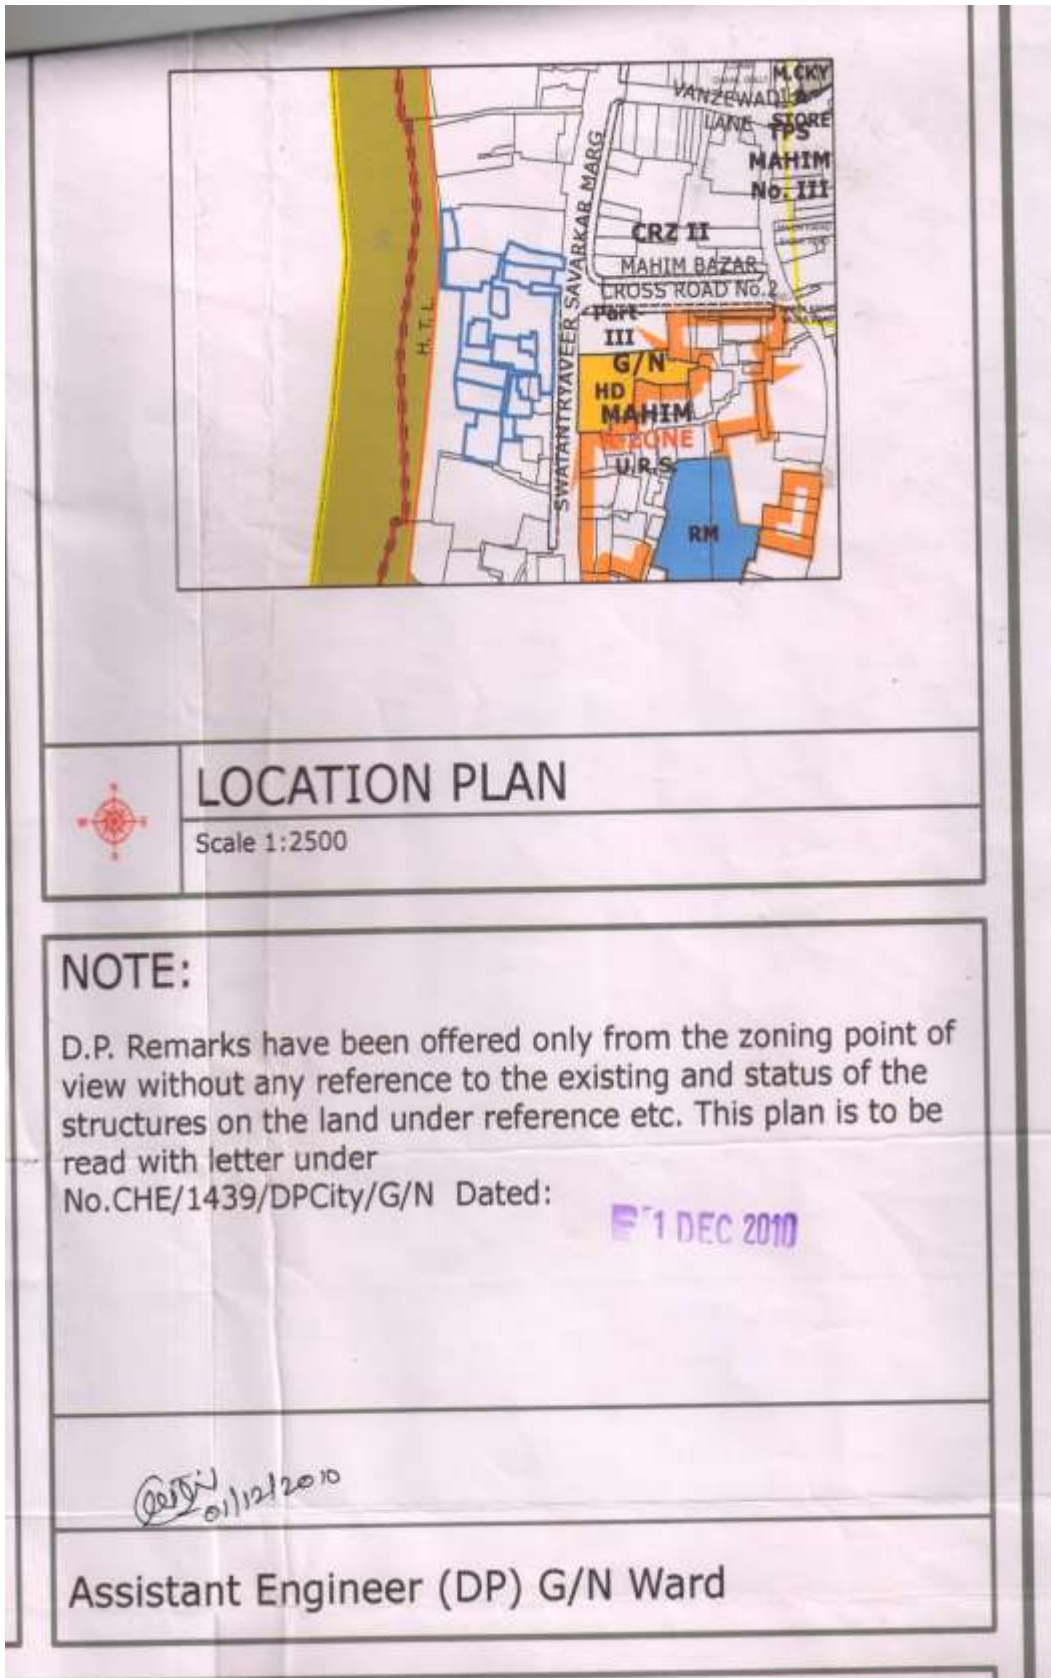 M.CKY
VANZEWADI
LANE
STORE
TPS
MAHIM
No. III
CRZ II
MAHIM BAZAR
CROSS ROAD No.2
SWATANTRYAVEER SAVARKAR MARG
H.T.L.
Part
III
G/N
HD
MAHIM
ZONE
U.R.S.
RM
N
W E
S
LOCATION PLAN
Scale 1:2500
NOTE:
D.P. Remarks have been offered only from the zoning point of
view without any reference to the existing and status of the
structures on the land under reference etc. This plan is to be
read with letter under
No.CHE/1439/DPCity/G/N Dated:
1 DEC 2010
01/12/2010
Assistant Engineer (DP) G/N Ward